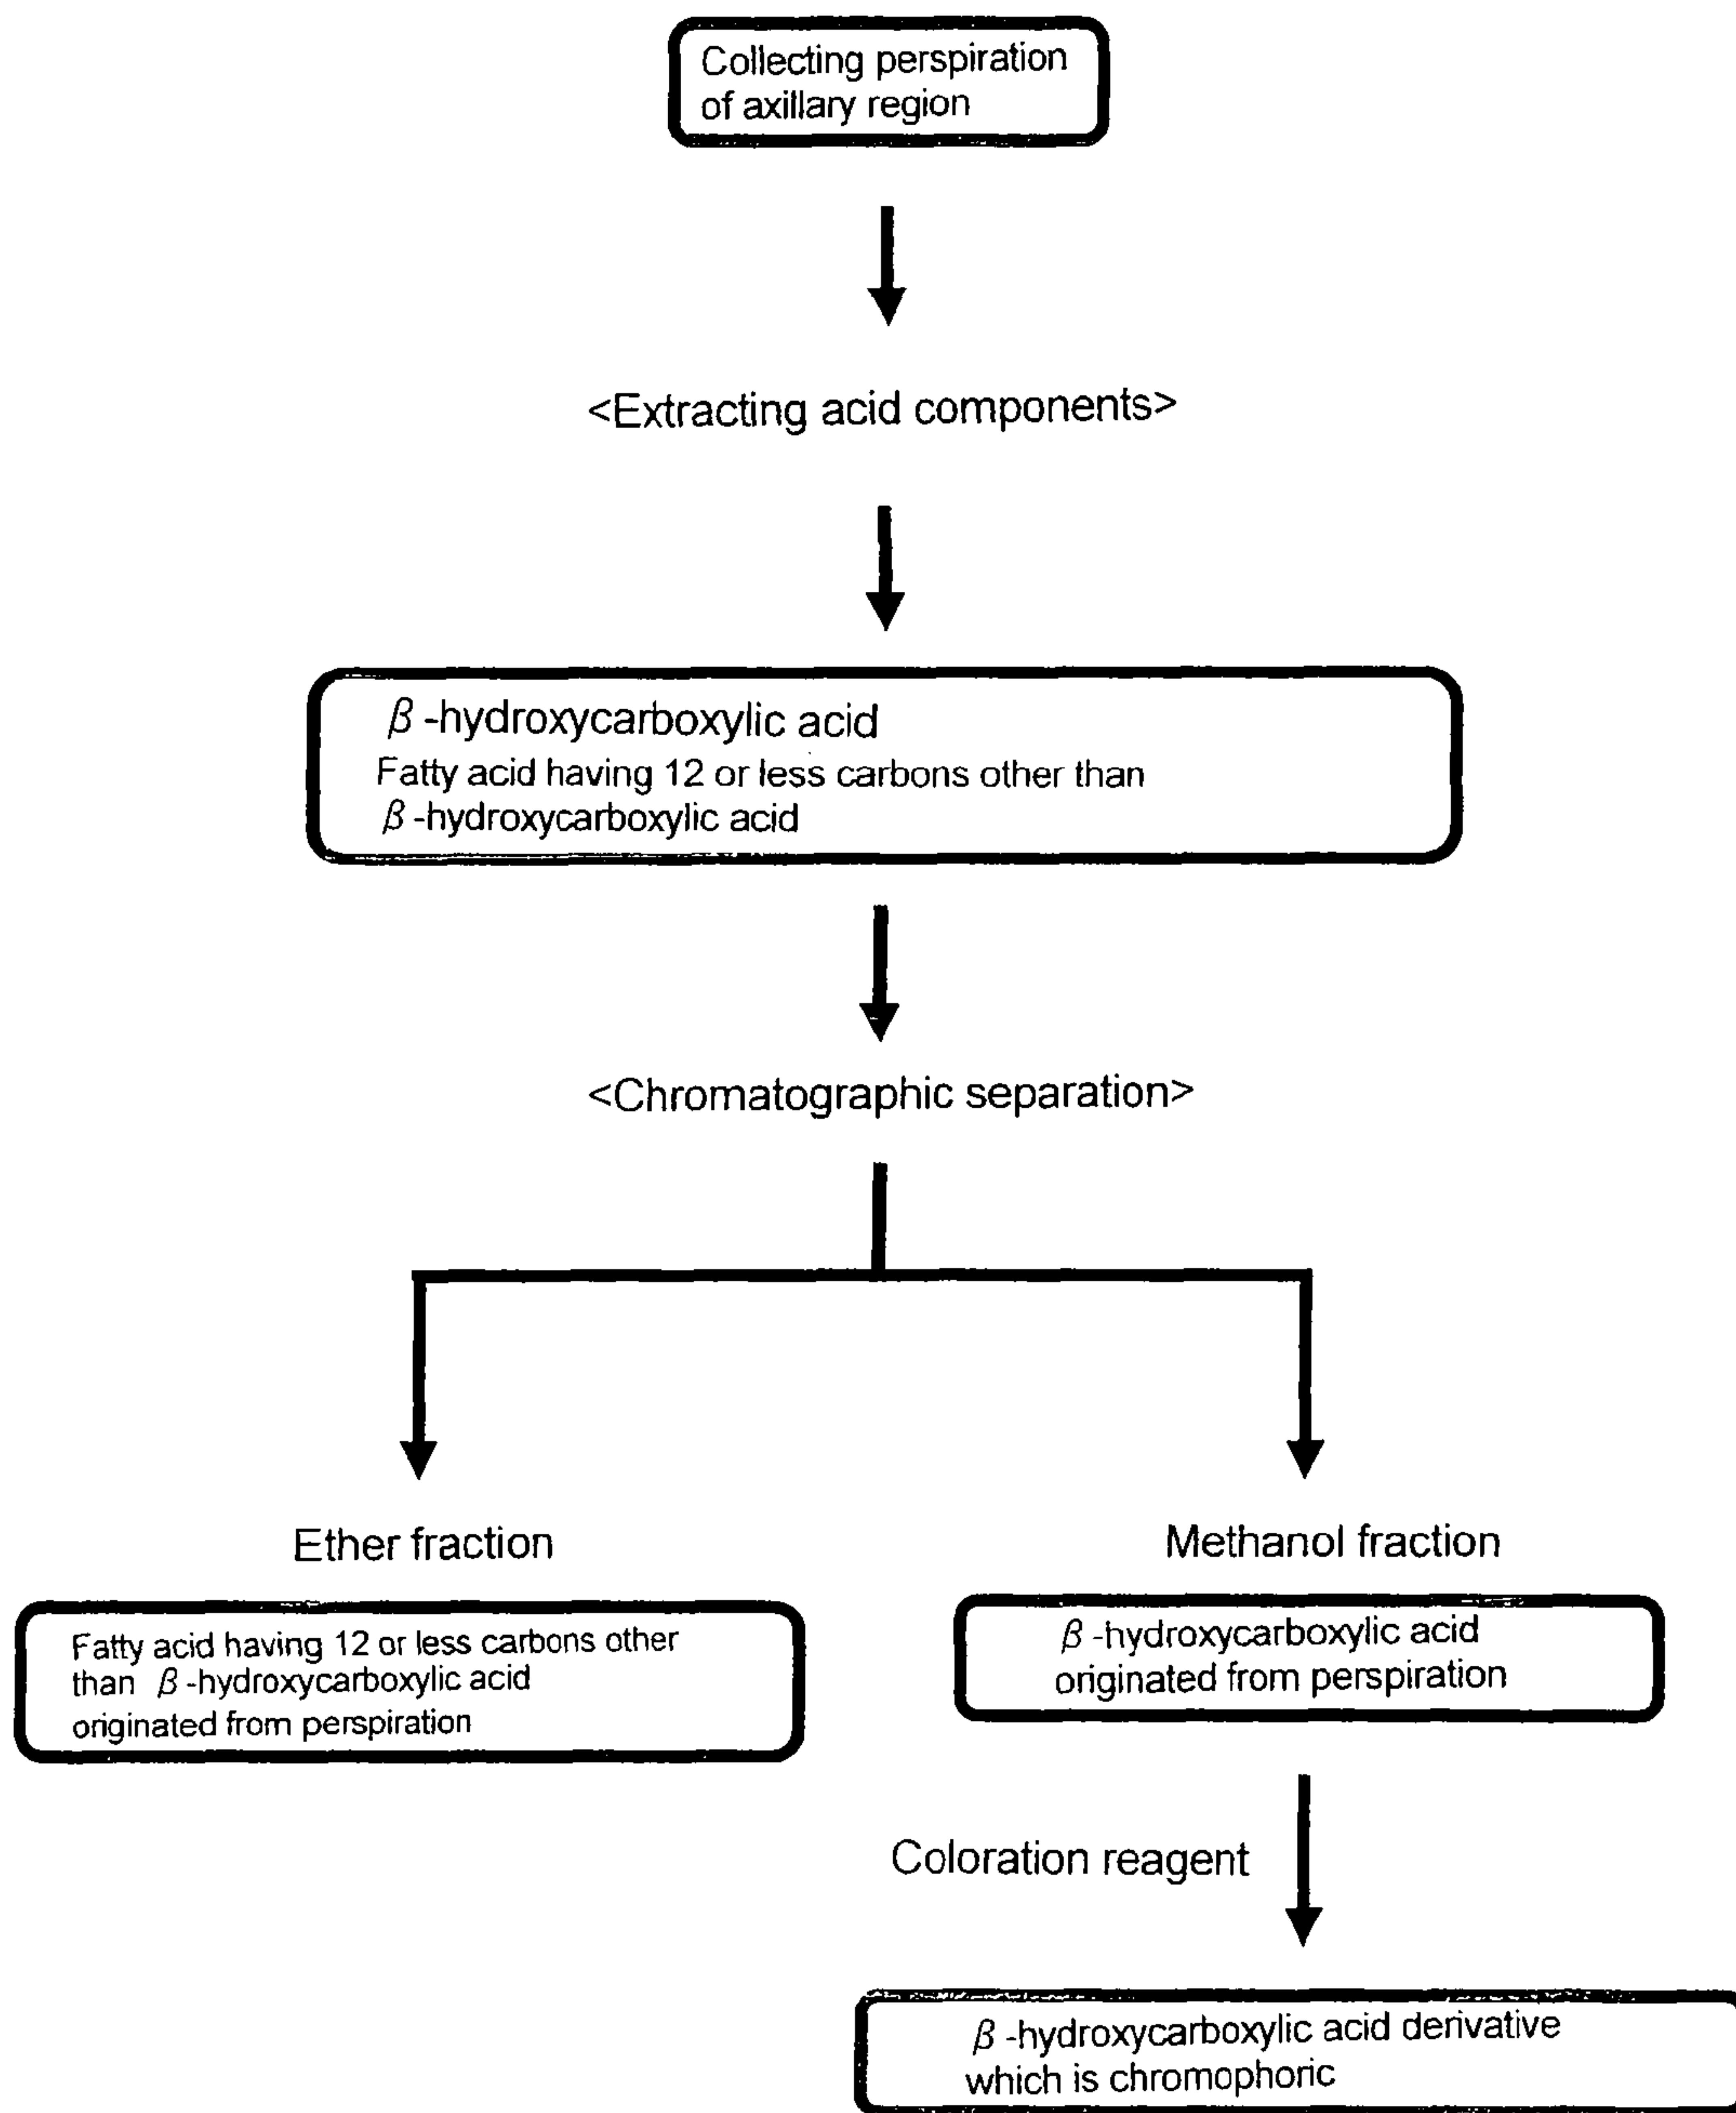 Collecting perspiration
of axillary region
<Extracting acid components>
β-hydroxycarboxylic acid
Fatty acid having 12 or less carbons other than
β-hydroxycarboxylic acid
<Chromatographic separation>
Ether fraction
Fatty acid having 12 or less carbons other
than β-hydroxycarboxylic acid
originated from perspiration
Methanol fraction
β-hydroxycarboxylic acid
originated from perspiration
Coloration reagent
β-hydroxycarboxylic acid derivative
which is chromophoric